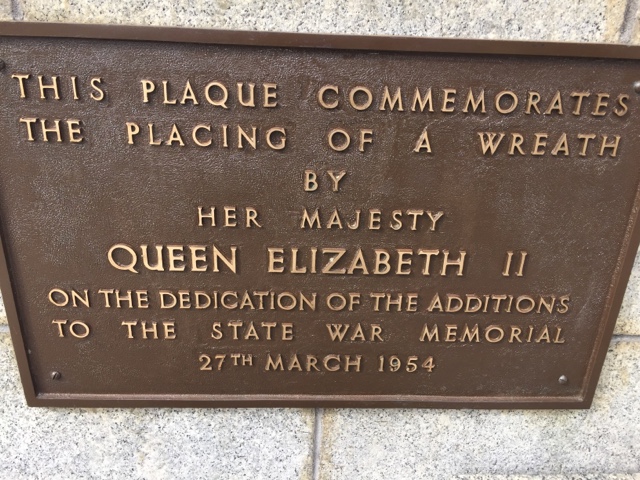 THIS PLAQUE COMMEMORATES
THE PLACING OF A WREATH
BY
HER MAJESTY
QUEEN ELIZABETH II
ON THE DEDICATION OF THE ADDITIONS
TO THE STATE WAR MEMORIAL
27TH MARCH 1954